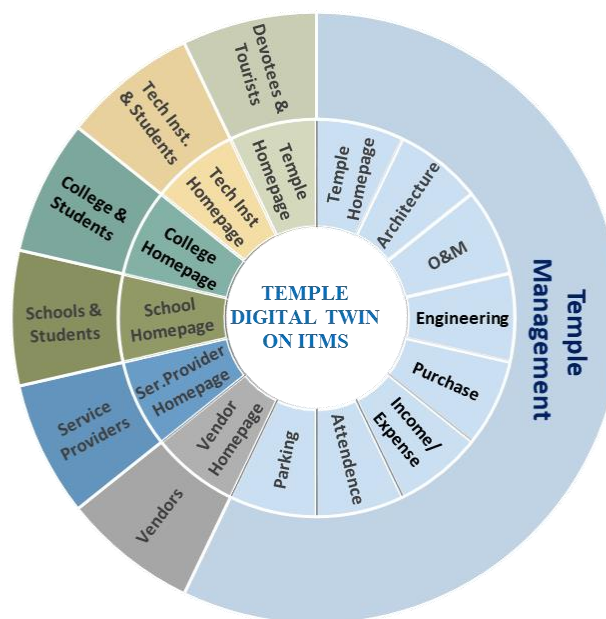 TEMPLE
DIGITAL TWIN
ON ITMS
Temple
Management
Temple
Homepage
Architecture
O&M
Engineering
Purchase
Income/
Expense
Attendence
Parking
Vendor
Homepage
Vendors
Ser.Provider
Homepage
Service
Providers
School
Homepage
Schools &
Students
College
Homepage
College &
Students
Tech Inst
Homepage
Tech Inst.
& Students
Temple
Homepage
Devotees &
Tourists